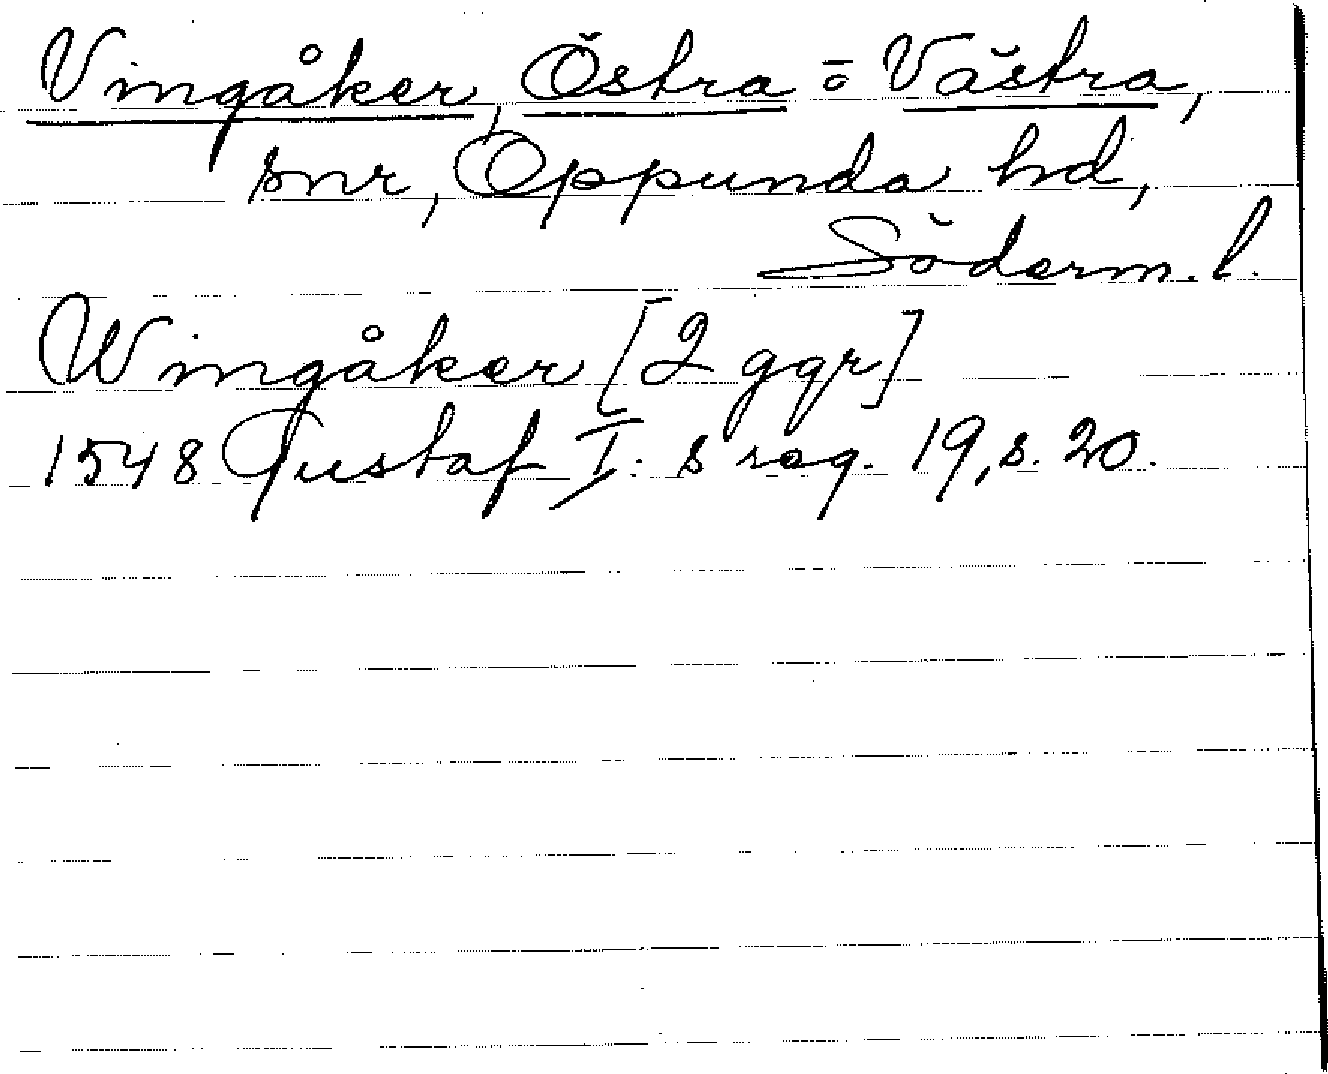 Vingåker, Östra o Västra,
snr, Oppunda hd,
Söderm. l.
Wingåker [2 ggr]
1548 Gustaf I:s reg. 19, s. 20.